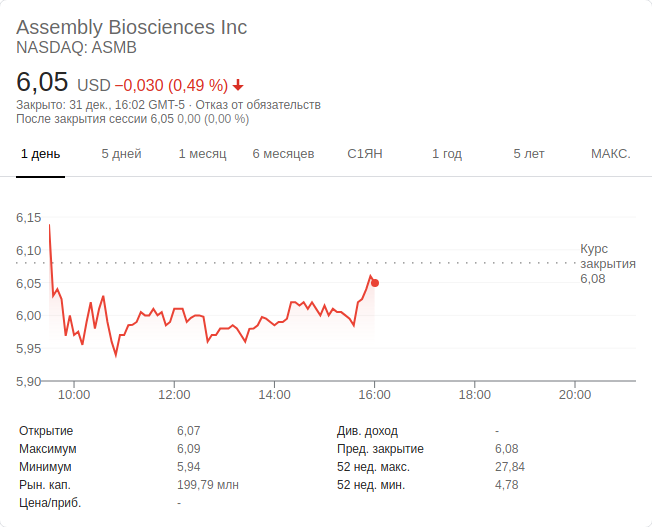 Assembly Biosciences Inc
NASDAQ: ASMB
6,05 USD −0,030 (0,49 %)
Закрыто: 31 дек., 16:02 GMT-5 · Отказ от обязательств
После закрытия сессии 6,05 0,00 (0,00 %)
1 день 5 дней 1 месяц 6 месяцев С1ЯН 1 год 5 лет МАКС.
6,15
6,10
6,05
6,00
5,95
5,90
Курс
закрытия
6,08
10:00 12:00 14:00 16:00 18:00 20:00
Открытие 6,07 Див. доход -
Максимум 6,09 Пред. закрытие 6,08
Минимум 5,94 52 нед. макс. 27,84
Рын. кап. 199,79 млн 52 нед. мин. 4,78
Цена/приб. -